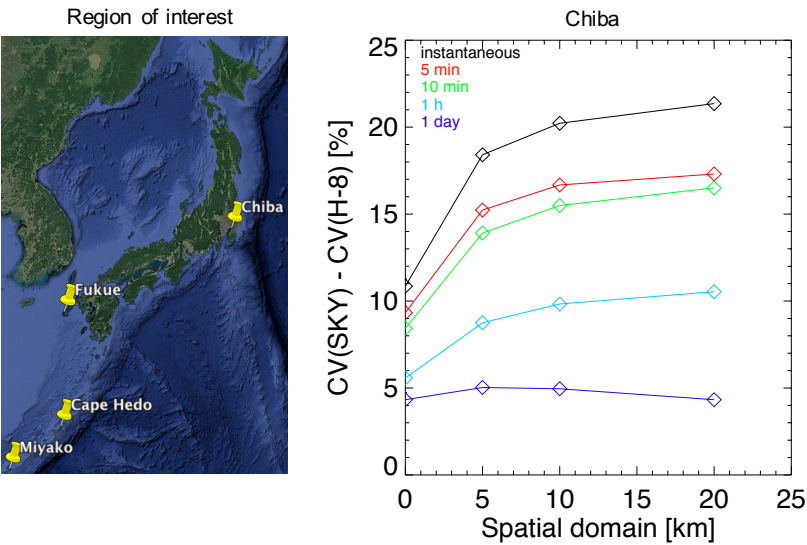 Region of interest
Chiba
Fukue
Cape Hedo
Miyako
Chiba
instantaneous
5 min
10 min
1 h
1 day
CV(SKY) - CV(H-8) [%]
25
20
15
10
5
0
0 5 10 15 20 25
Spatial domain [km]